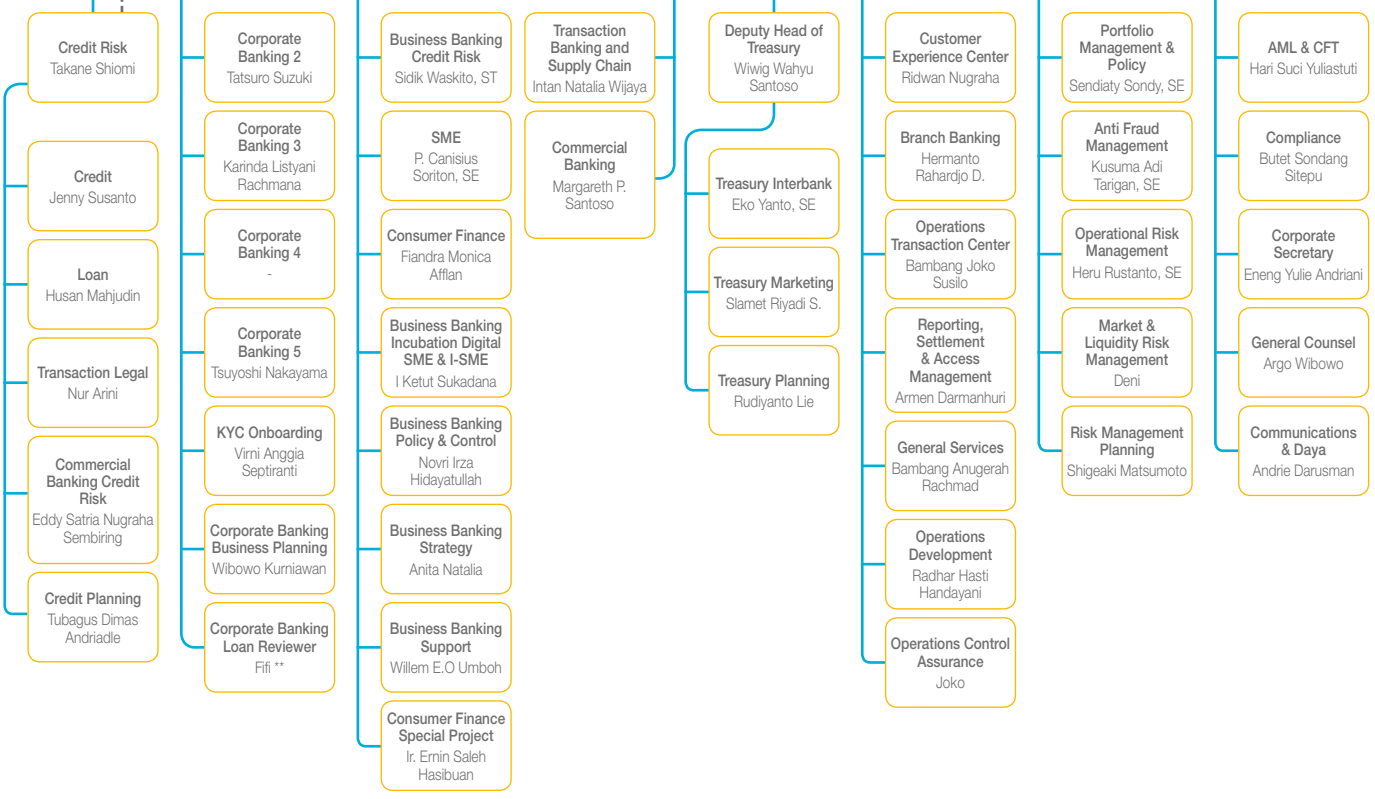 Credit Risk
Takane Shiomi
Credit
Jenny Susanto
Loan
Husan Mahjudin
Transaction Legal
Nur Arini
Commercial
Banking Credit
Risk
Eddy Satria Nugraha
Sembiring
Credit Planning
Tubagus Dimas
Andriadle
Corporate
Banking 2
Tatsuro Suzuki
Corporate
Banking 3
Karinda Listyani
Rachmana
Corporate
Banking 4
-
Corporate
Banking 5
Tsuyoshi Nakayama
KYC Onboarding
Virni Anggia
Septiranti
Corporate Banking
Business Planning
Wibowo Kurniawan
Corporate Banking
Loan Reviewer
Fifi **
Business Banking
Credit Risk
Sidik Waskito, ST
SME
P. Canisius
Soriton, SE
Consumer Finance
Fiandra Monica
Afflan
Business Banking
Incubation Digital
SME & I-SME
I Ketut Sukadana
Business Banking
Policy & Control
Novri Irza
Hidayatullah
Business Banking
Strategy
Anita Natalia
Business Banking
Support
Willem E.O Umboh
Consumer Finance
Special Project
Ir. Ernin Saleh
Hasibuan
Transaction
Banking and
Supply Chain
Intan Natalia Wijaya
Commercial
Banking
Margareth P.
Santoso
Deputy Head of
Treasury
Wiwig Wahyu
Santoso
Treasury Interbank
Eko Yanto, SE
Treasury Marketing
Slamet Riyadi S.
Treasury Planning
Rudiyanto Lie
Customer
Experience Center
Ridwan Nugraha
Branch Banking
Hermanto
Rahardjo D.
Operations
Transaction Center
Bambang Joko
Susilo
Reporting,
Settlement
& Access
Management
Armen Darmanhuri
General Services
Bambang Anugerah
Rachmad
Operations
Development
Radhar Hasti
Handayani
Operations Control
Assurance
Joko
Portfolio
Management &
Policy
Sendiaty Sondy, SE
Anti Fraud
Management
Kusuma Adi
Tarigan, SE
Operational Risk
Management
Heru Rustanto, SE
Market &
Liquidity Risk
Management
Deni
Risk Management
Planning
Shigeaki Matsumoto
AML & CFT
Hari Suci Yuliastuti
Compliance
Butet Sondang
Sitepu
Corporate
Secretary
Eneng Yulie Andriani
General Counsel
Argo Wibowo
Communications
& Daya
Andrie Darusman